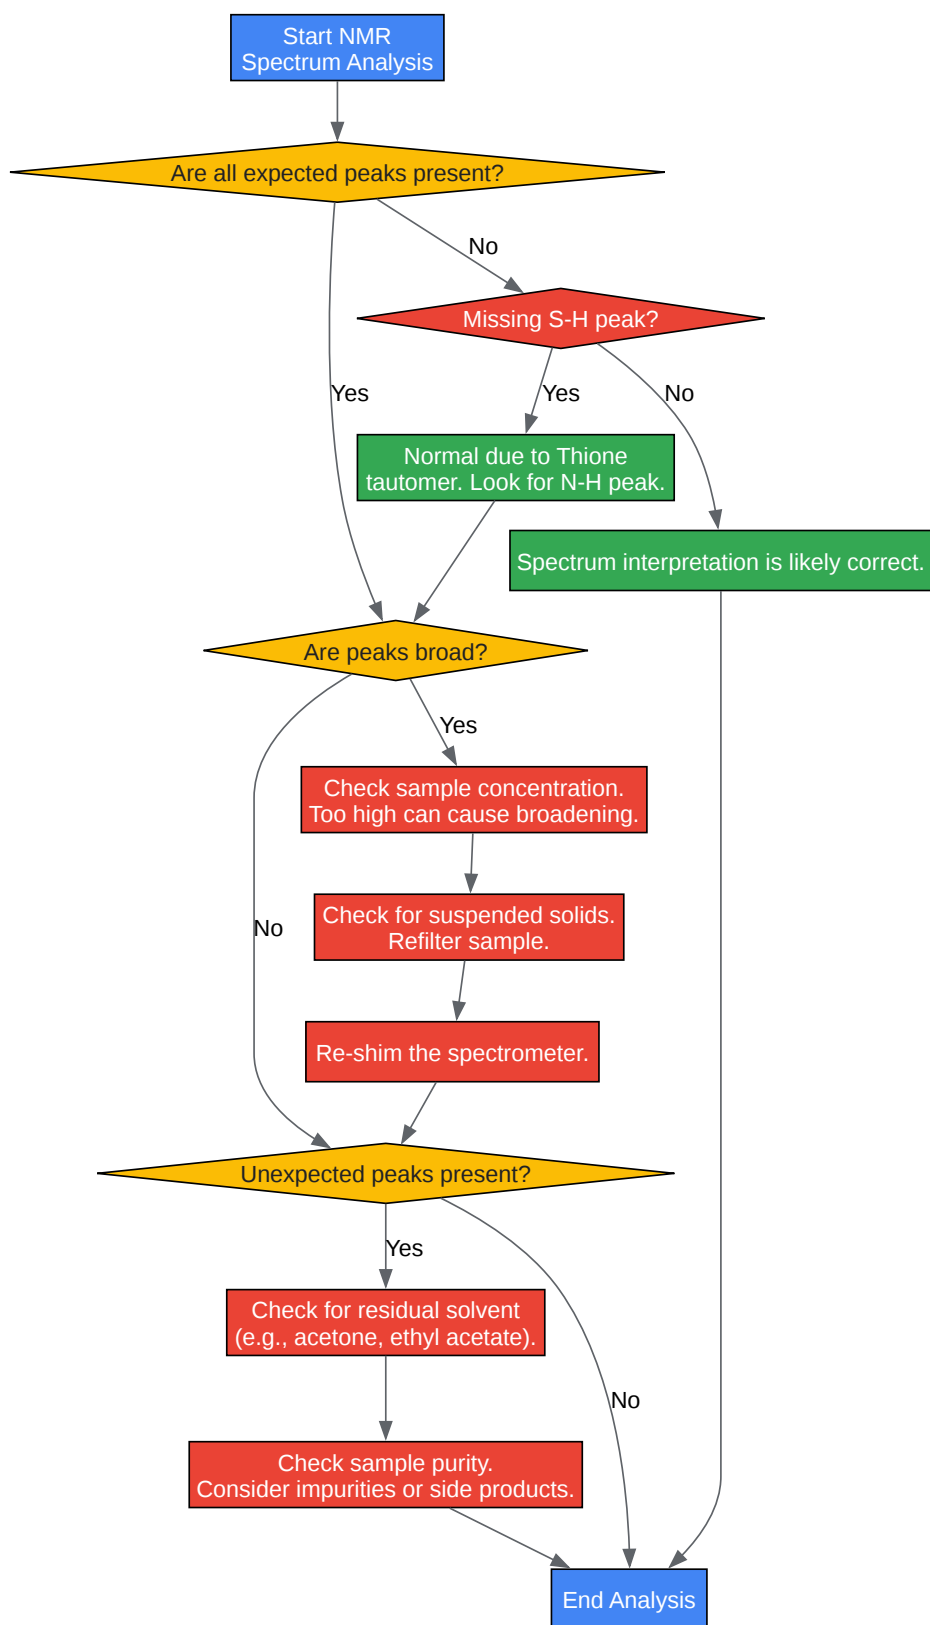 Start NMR
Spectrum Analysis
Are all expected peaks present?
No
Missing S-H peak?
Yes
Yes
No
Normal due to Thione
tautomer. Look for N-H peak.
Spectrum interpretation is likely correct.
Are peaks broad?
Yes
Check sample concentration.
Too high can cause broadening.
Check for suspended solids.
Refilter sample.
No
Re-shim the spectrometer.
Unexpected peaks present?
Yes
Check for residual solvent
(e.g., acetone, ethyl acetate).
No
Check sample purity.
Consider impurities or side products.
End Analysis